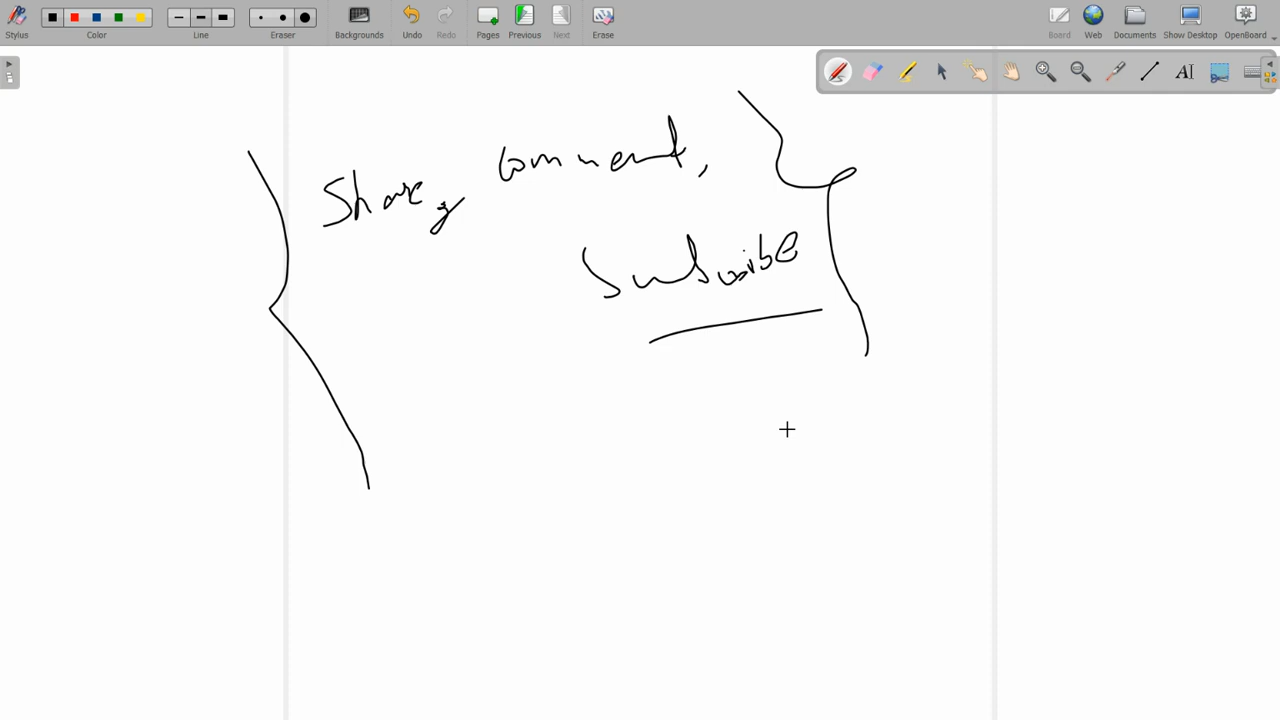 Stylus Color Line Eraser Backgrounds Undo Redo Pages Previous Next Erase Board Web Documents Show Desktop OpenBoard
Share, comment,
subscribe